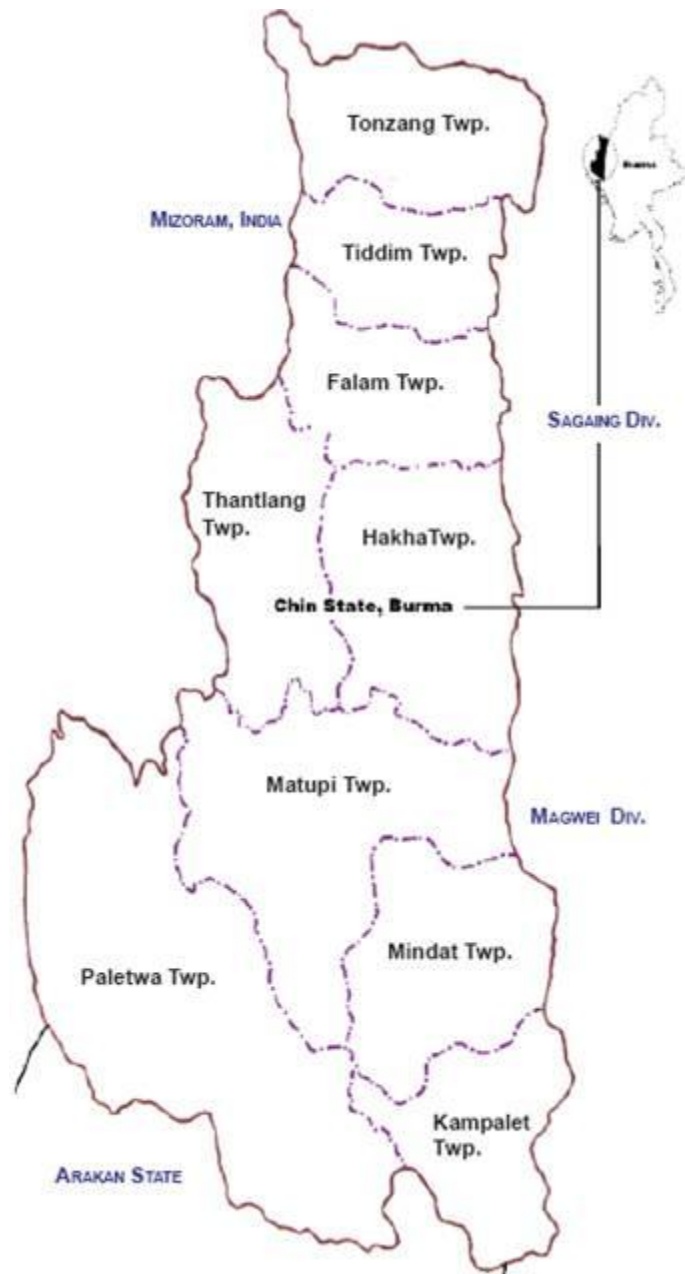 Tonzang Twp.
Burma
MIZORAM, INDIA
Tiddim Twp.
Falam Twp.
SAGAING DIV.
Thantlang
Twp.
HakhaTwp.
Chin State, Burma
Matupi Twp.
MAGWEI DIV.
Mindat Twp.
Paletwa Twp.
Kampalet
Twp.
ARAKAN STATE